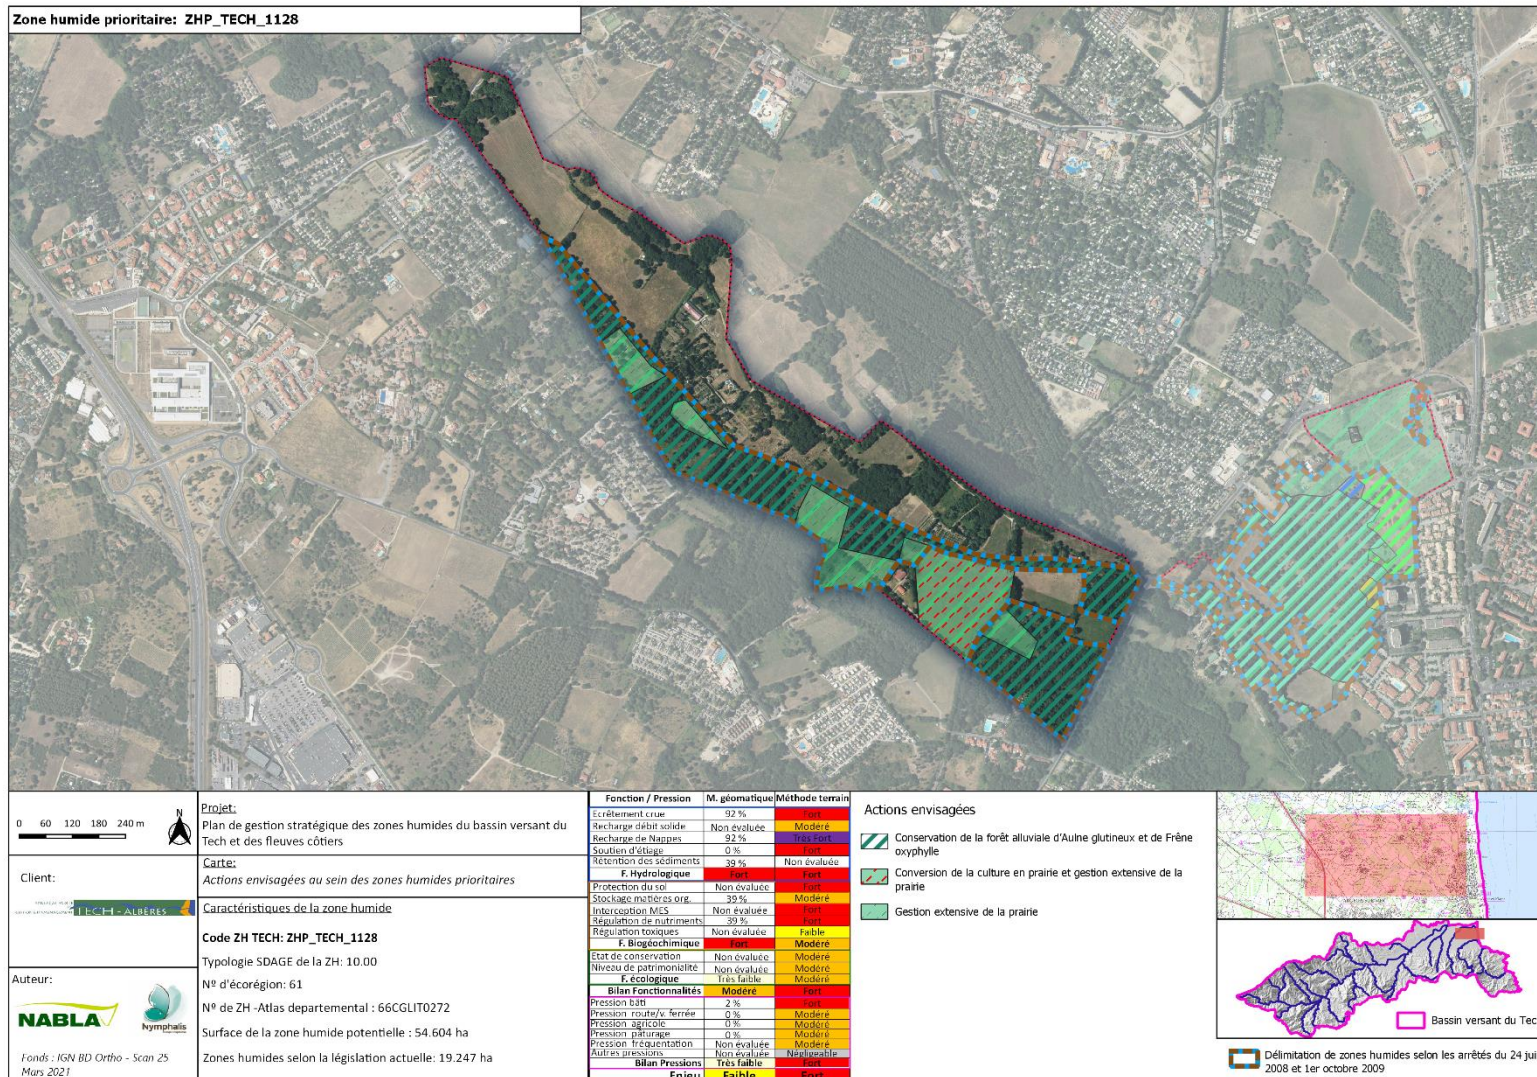 Zone humide prioritaire: ZHP_TECH_1128
0 60 120 180 240 m
N
Client:
TECH - ALBÈRES
Auteur:
NABLA
Nymphalis
Fonds : IGN BD Ortho - Scan 25
Mars 2021
Projet:
Plan de gestion stratégique des zones humides du bassin versant du
Tech et des fleuves côtiers
Carte:
Actions envisagées au sein des zones humides prioritaires
Caractéristiques de la zone humide
Code ZH TECH: ZHP_TECH_1128
Typologie SDAGE de la ZH: 10.00
Nº d'écorégion: 61
Nº de ZH -Atlas departemental : 66CGLIT0272
Surface de la zone humide potentielle : 54.604 ha
Zones humides selon la législation actuelle: 19.247 ha
Fonction / Pression M. géomatique Méthode terrain
Ecrêtement crue 92 % Fort
Recharge débit solide Non évaluée Modéré
Recharge de Nappes 92 % Très Fort
Soutien d'étiage 0 % Fort
Rétention des sédiments 39 % Non évaluée
F. Hydrologique Fort Fort
Protection du sol Non évaluée Fort
Stockage matières org. 39 % Modéré
Interception MES Non évaluée Fort
Régulation de nutriments 39 % Fort
Régulation toxiques Non évaluée Faible
F. Biogéochimique Fort Modéré
Etat de conservation Non évaluée Modéré
Niveau de patrimonialité Non évaluée Modéré
F. écologique Très faible Modéré
Bilan Fonctionnalités Modéré Fort
Pression bâti 2 % Fort
Pression route/v. ferrée 0 % Modéré
Pression agricole 0 % Modéré
Pression pâturage 0 % Modéré
Pression fréquentation Non évaluée Modéré
Autres pressions Non évaluée Négligeable
Bilan Pressions Très faible Fort
Enjeu Faible Fort
Actions envisagées
Conservation de la forêt alluviale d'Aulne glutineux et de Frêne
oxyphylle
Conversion de la culture en prairie et gestion extensive de la
prairie
Gestion extensive de la prairie
Bassin versant du Tec
Délimitation de zones humides selon les arrêtés du 24 jui
2008 et 1er octobre 2009